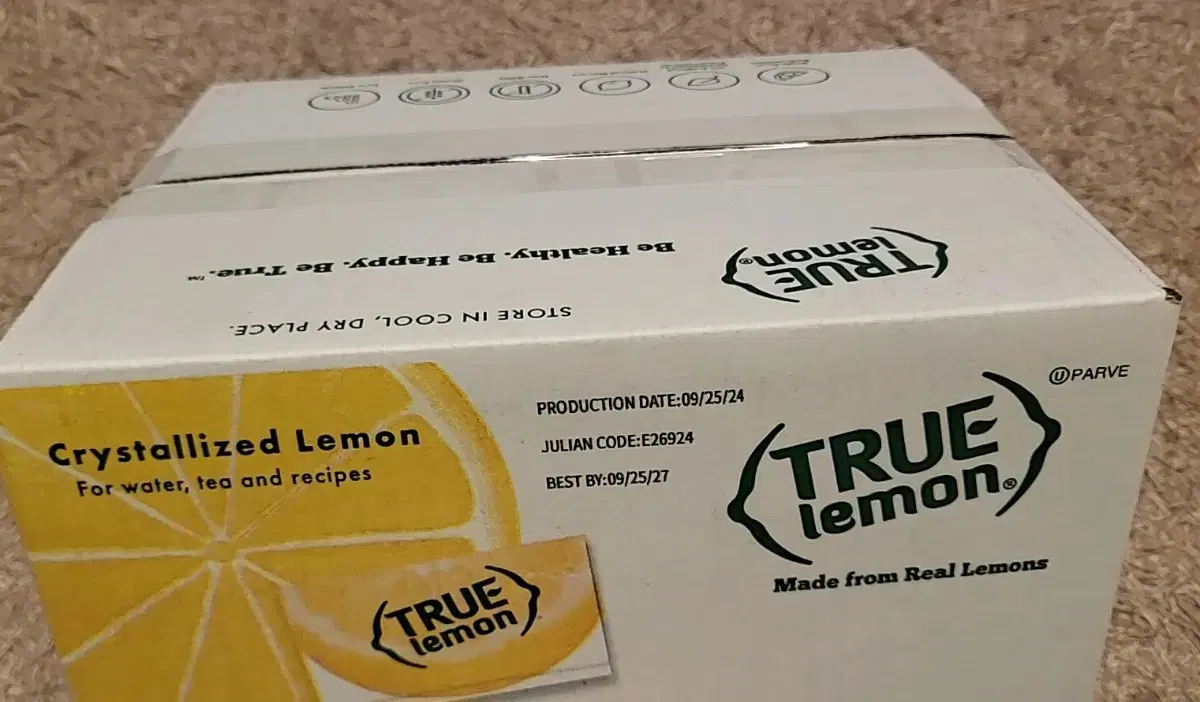 Be Healthy. Be Happy. Be True.™
TRUE
lemon®
STORE IN COOL, DRY PLACE.
Crystallized Lemon
For water, tea and recipes
PRODUCTION DATE:09/25/24
JULIAN CODE:E26924
BEST BY:09/25/27
ⓊPARVE
TRUE
lemon®
Made from Real Lemons
TRUE
lemon